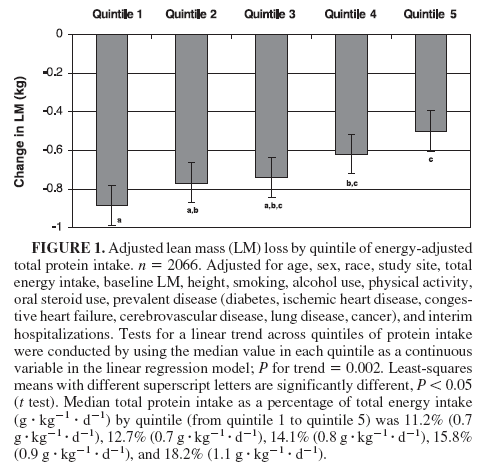 Quintile 1 Quintile 2 Quintile 3 Quintile 4 Quintile 5
0
-0.2
-0.4
-0.6
-0.8
-1
Change in LM (kg)
a
a,b
a,b,c
b,c
c
FIGURE 1. Adjusted lean mass (LM) loss by quintile of energy-adjusted
total protein intake. n = 2066. Adjusted for age, sex, race, study site, total
energy intake, baseline LM, height, smoking, alcohol use, physical activity,
oral steroid use, prevalent disease (diabetes, ischemic heart disease, conges-
tive heart failure, cerebrovascular disease, lung disease, cancer), and interim
hospitalizations. Tests for a linear trend across quintiles of protein intake
were conducted by using the median value in each quintile as a continuous
variable in the linear regression model; P for trend = 0.002. Least-squares
means with different superscript letters are significantly different, P < 0.05
(t test). Median total protein intake as a percentage of total energy intake
(g · kg⁻¹ · d⁻¹) by quintile (from quintile 1 to quintile 5) was 11.2% (0.7
g · kg⁻¹ · d⁻¹), 12.7% (0.7 g · kg⁻¹ · d⁻¹), 14.1% (0.8 g · kg⁻¹ · d⁻¹), 15.8%
(0.9 g · kg⁻¹ · d⁻¹), and 18.2% (1.1 g · kg⁻¹ · d⁻¹).